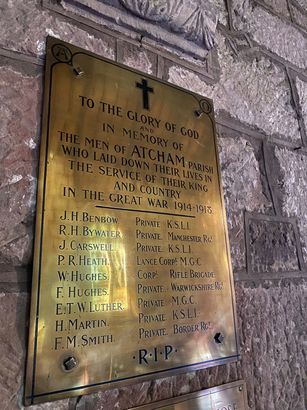 A Ω
TO THE GLORY OF GOD
AND
IN MEMORY OF
THE MEN OF ATCHAM PARISH
WHO LAID DOWN THEIR LIVES IN
THE SERVICE OF THEIR KING
AND COUNTRY
IN THE GREAT WAR 1914-1918.
J.H. BENBOW PRIVATE K.S.L.I.
R.H. BYWATER PRIVATE MANCHESTER RGT
J. CARSWELL PRIVATE K.S.L.I.
P.R. HEATH LANCE CORPL M.G.C
W. HUGHES CORPL RIFLE BRIGADE
F. HUGHES PRIVATE WARWICKSHIRE RGT
E.T.W. LUTHER PRIVATE M.G.C.
H. MARTIN PRIVATE K.S.L.I.
F.M. SMITH PRIVATE BORDER RGT
·R·I·P·